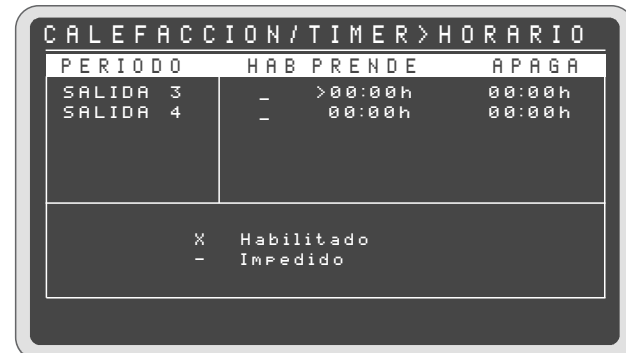 CALEFACCION/TIMER>HORARIO
PERIODO HAB PRENDE APAGA
SALIDA 3 _ >00:00h 00:00h
SALIDA 4 _ 00:00h 00:00h
X Habilitado
- Impedido